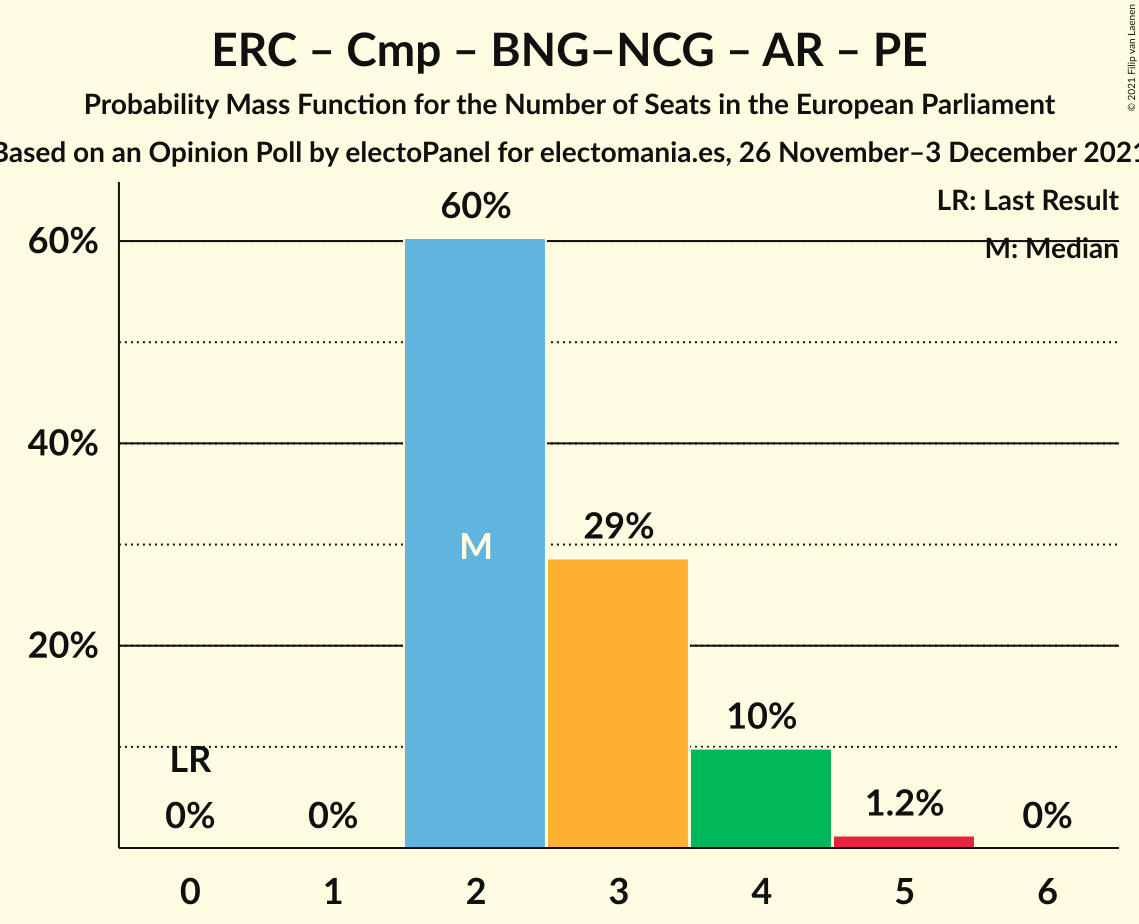 ERC – Cmp – BNG–NCG – AR – PE
Probability Mass Function for the Number of Seats in the European Parliament
Based on an Opinion Poll by electoPanel for electomania.es, 26 November–3 December 2021
© 2021 Filip van Laenen
LR: Last Result
M: Median
60%
40%
20%
LR
0%
0%
60%
M
29%
10%
1.2%
0%
0 1 2 3 4 5 6